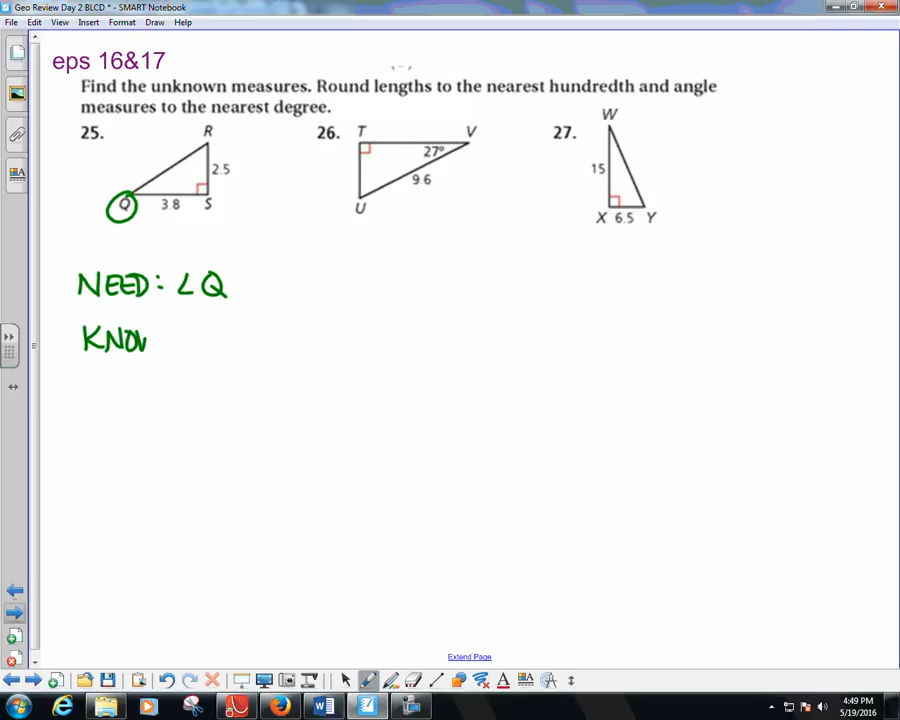 Geo Review Day 2 BLCD * - SMART Notebook
File Edit View Insert Format Draw Help
eps 16&17
Find the unknown measures. Round lengths to the nearest hundredth and angle
measures to the nearest degree.
25. R 2.5 Q 3 8 S
26. T V 27° 9.6 U
27. W 15 X 6.5 Y
NEED: ∠Q
KNOW
Extend Page
4:49 PM
5/19/2016